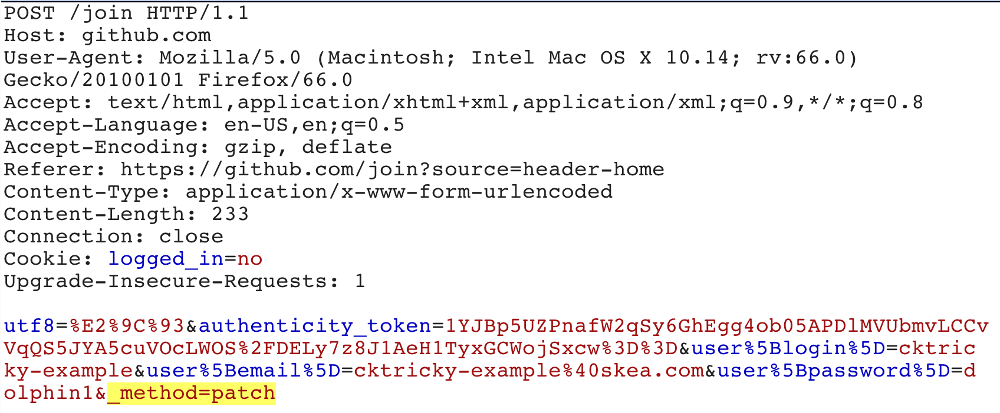 POST /join HTTP/1.1
Host: github.com
User-Agent: Mozilla/5.0 (Macintosh; Intel Mac OS X 10.14; rv:66.0)
Gecko/20100101 Firefox/66.0
Accept: text/html,application/xhtml+xml,application/xml;q=0.9,*/*;q=0.8
Accept-Language: en-US,en;q=0.5
Accept-Encoding: gzip, deflate
Referer: https://github.com/join?source=header-home
Content-Type: application/x-www-form-urlencoded
Content-Length: 233
Connection: close
Cookie: logged_in=no
Upgrade-Insecure-Requests: 1

utf8=%E2%9C%93&authenticity_token=1YJBp5UZPnafW2qSy6GhEgg4ob05APDlMVUbmvLCCv
VqQS5JYA5cuVOcLWOS%2FDELy7z8J1AeH1TyxGCWojSxcw%3D%3D&user%5Blogin%5D=cktric
ky-example&user%5Bemail%5D=cktricky-example%40skea.com&user%5Bpassword%5D=d
olphin1&_method=patch